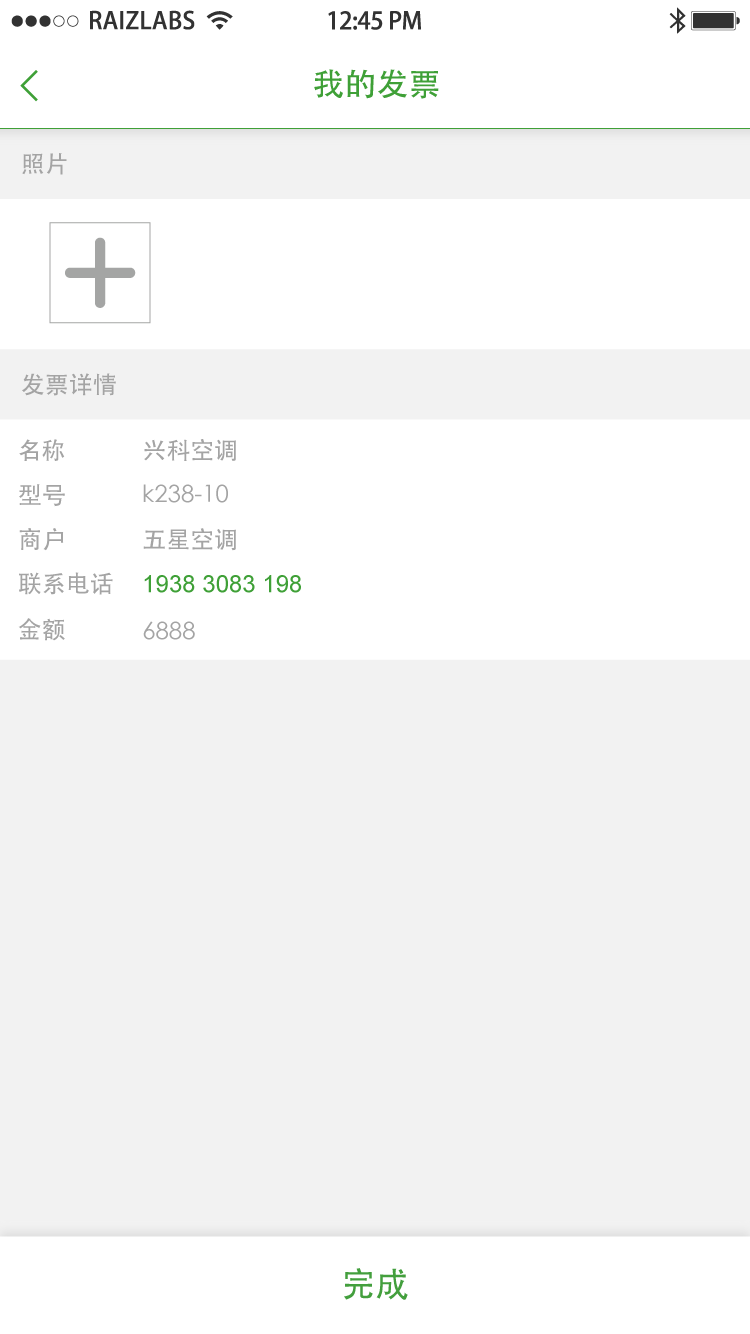 RAIZLABS 12:45 PM
我的发票
照片
发票详情
名称 兴科空调
型号 k238-10
商户 五星空调
联系电话 1938 3083 198
金额 6888
完成